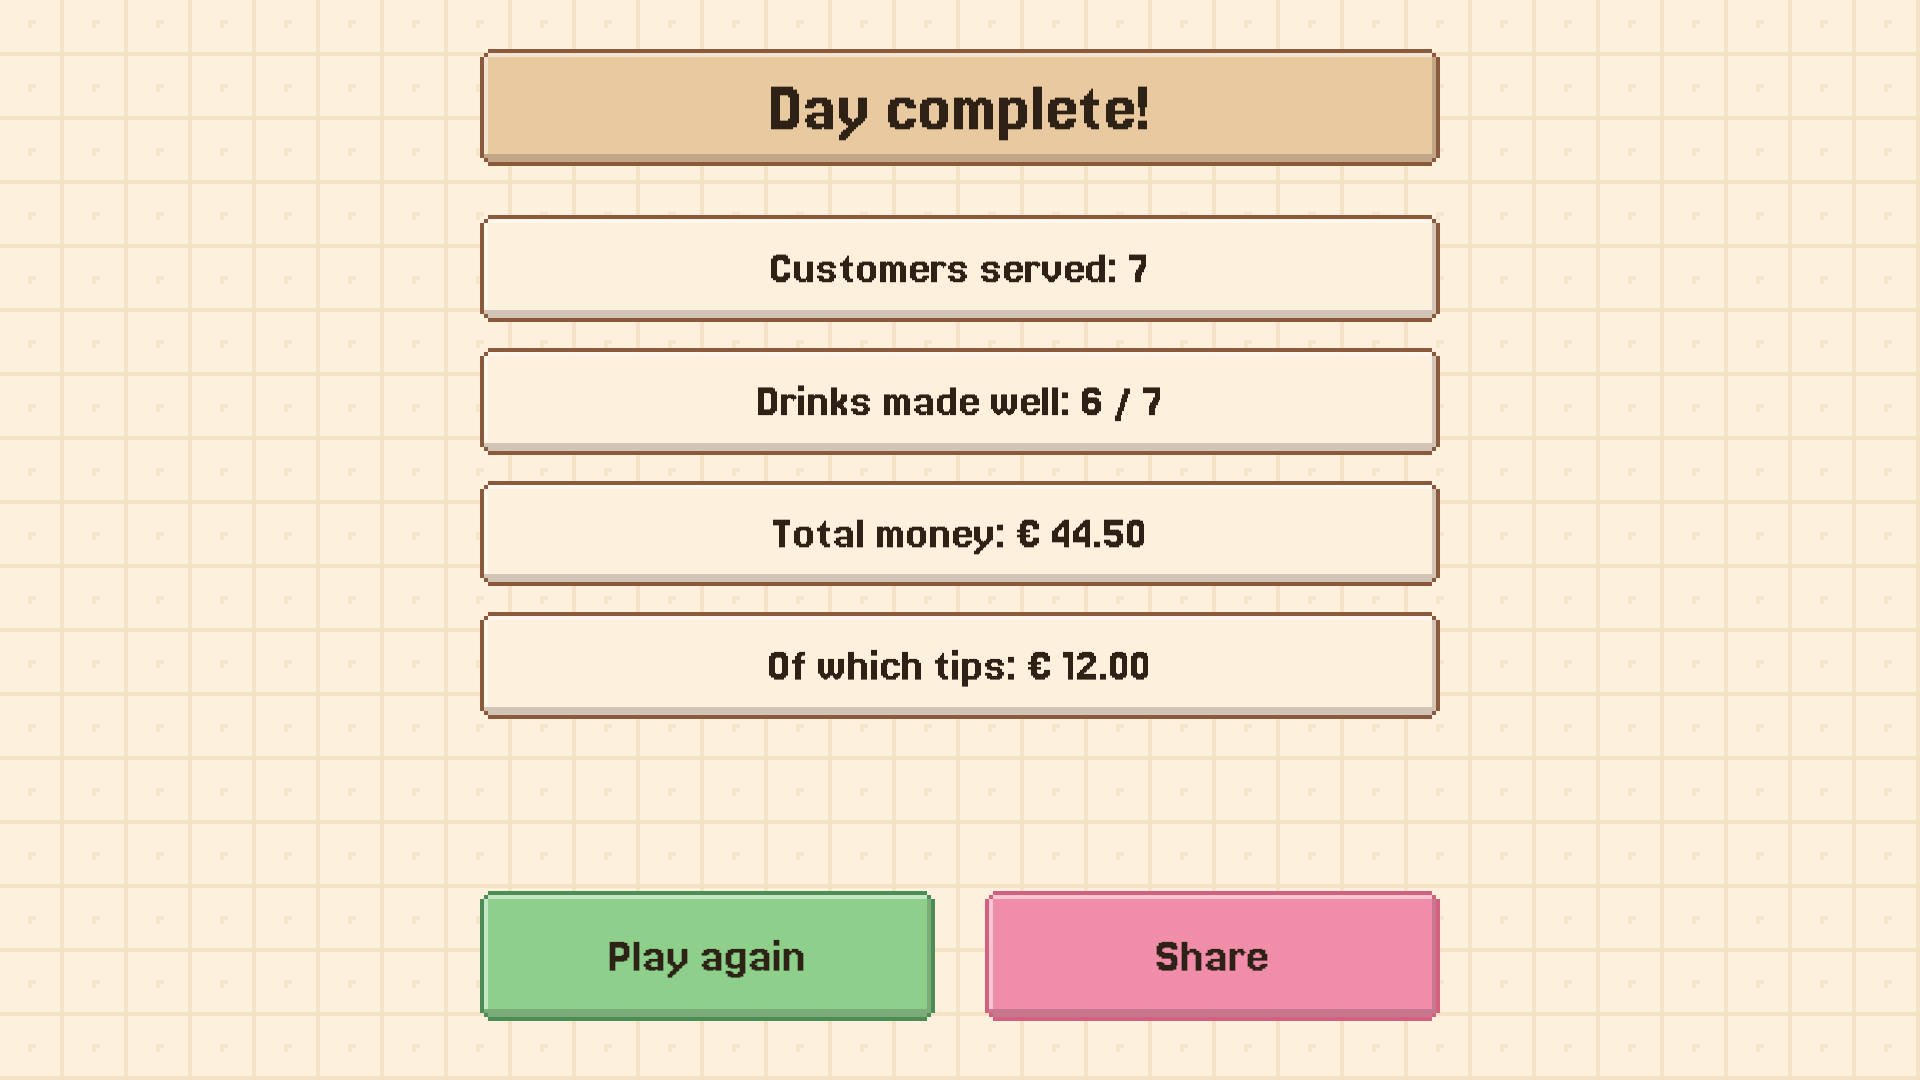 Day complete!
Customers served: 7
Drinks made well: 6 / 7
Total money: € 44.50
Of which tips: € 12.00
Play again
Share